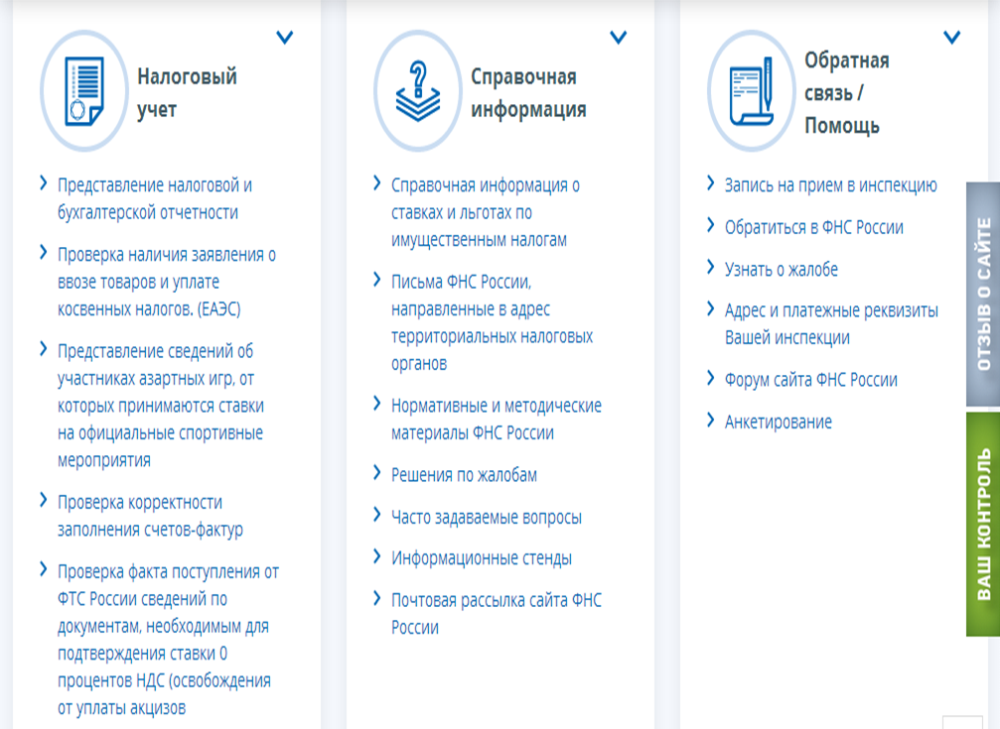 Налоговый
учет
Представление налоговой и
бухгалтерской отчетности
Проверка наличия заявления о
ввозе товаров и уплате
косвенных налогов. (ЕАЭС)
Представление сведений об
участниках азартных игр, от
которых принимаются ставки
на официальные спортивные
мероприятия
Проверка корректности
заполнения счетов-фактур
Проверка факта поступления от
ФТС России сведений по
документам, необходимым для
подтверждения ставки 0
процентов НДС (освобождения
от уплаты акцизов
Справочная
информация
Справочная информация о
ставках и льготах по
имущественным налогам
Письма ФНС России,
направленные в адрес
территориальных налоговых
органов
Нормативные и методические
материалы ФНС России
Решения по жалобам
Часто задаваемые вопросы
Информационные стенды
Почтовая рассылка сайта ФНС
России
Обратная
связь /
Помощь
Запись на прием в инспекцию
Обратиться в ФНС России
Узнать о жалобе
Адрес и платежные реквизиты
Вашей инспекции
Форум сайта ФНС России
Анкетирование
ОТЗЫВ О САЙТЕ
ВАШ КОНТРОЛЬ